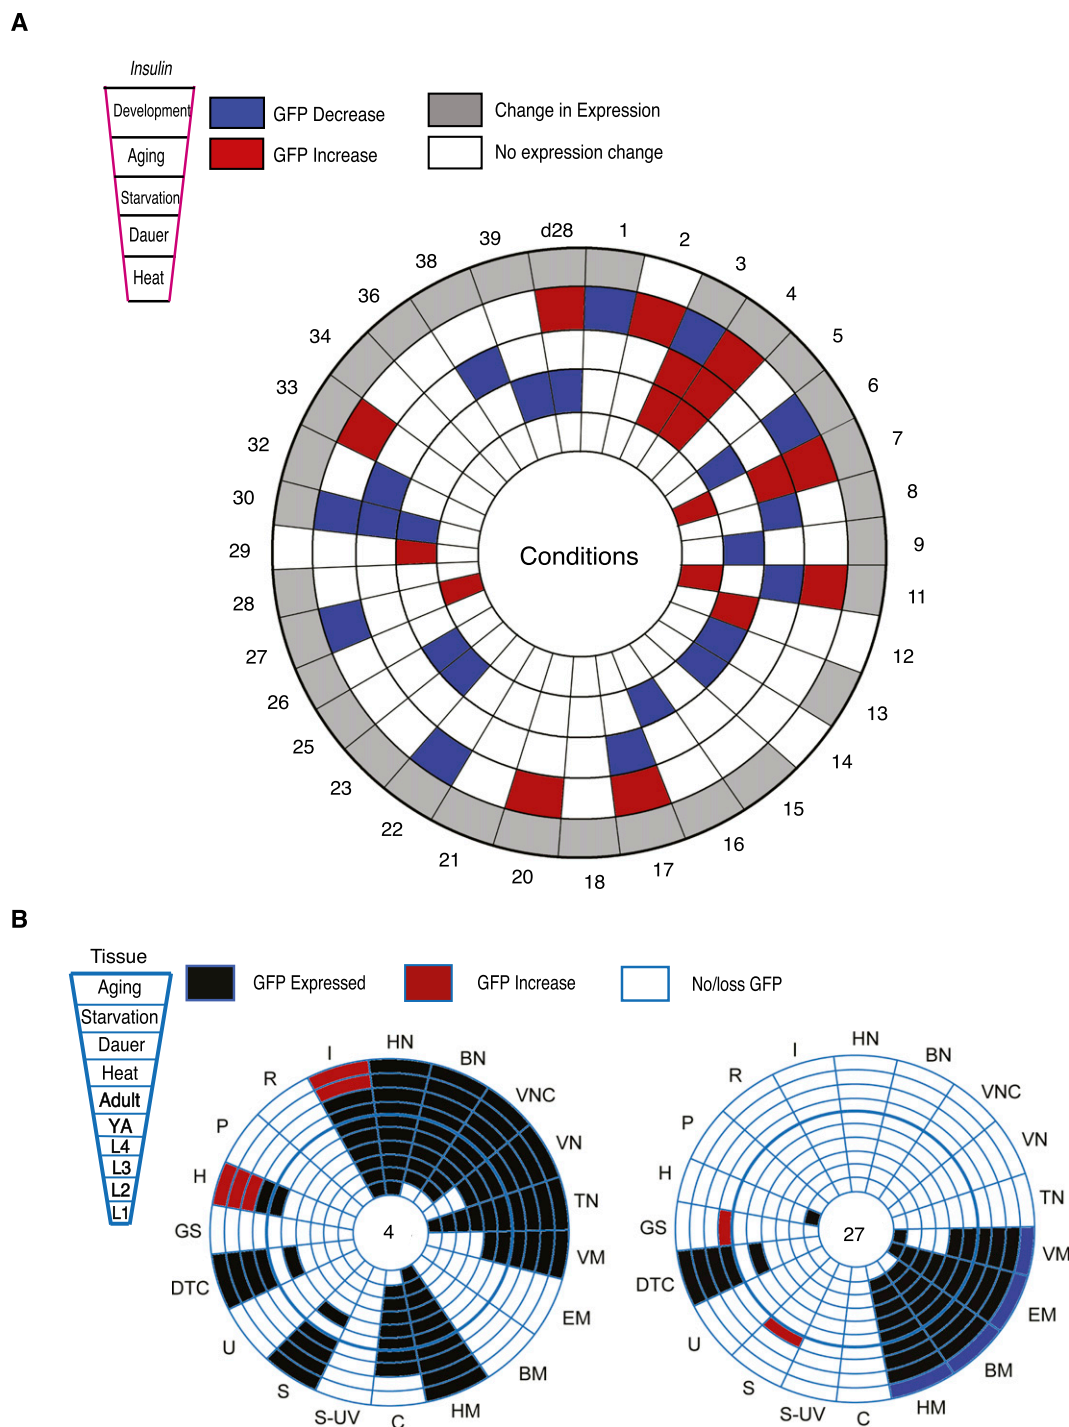 A
Insulin
Development
Aging
Starvation
Dauer
Heat
GFP Decrease
GFP Increase
Change in Expression
No expression change
d28
1
2
3
4
5
6
7
8
9
11
12
13
14
15
16
17
18
20
21
22
23
25
26
27
28
29
30
32
33
34
36
38
39
Conditions
B
Tissue
Aging
Starvation
Dauer
Heat
Adult
YA
L4
L3
L2
L1
GFP Expressed
GFP Increase
No/loss GFP
HN
BN
VNC
VN
TN
VM
EM
BM
HM
C
S-UV
S
U
DTC
GS
H
P
R
I
4
HN
BN
VNC
VN
TN
VM
EM
BM
HM
C
S-UV
S
U
DTC
GS
H
P
R
I
27